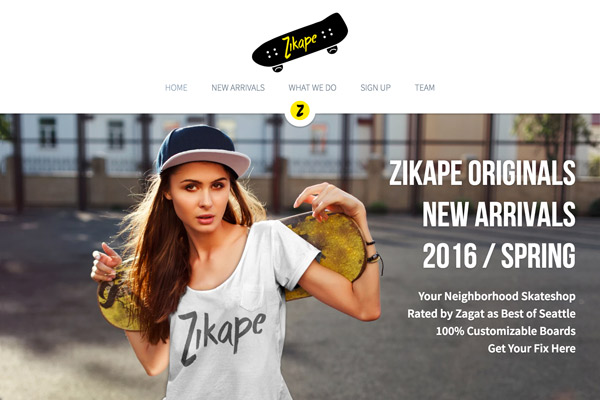 Zikape
HOME NEW ARRIVALS WHAT WE DO SIGN UP TEAM
Z
ZIKAPE ORIGINALS
NEW ARRIVALS
2016 / SPRING
Your Neighborhood Skateshop
Rated by Zagat as Best of Seattle
100% Customizable Boards
Get Your Fix Here
Zikape